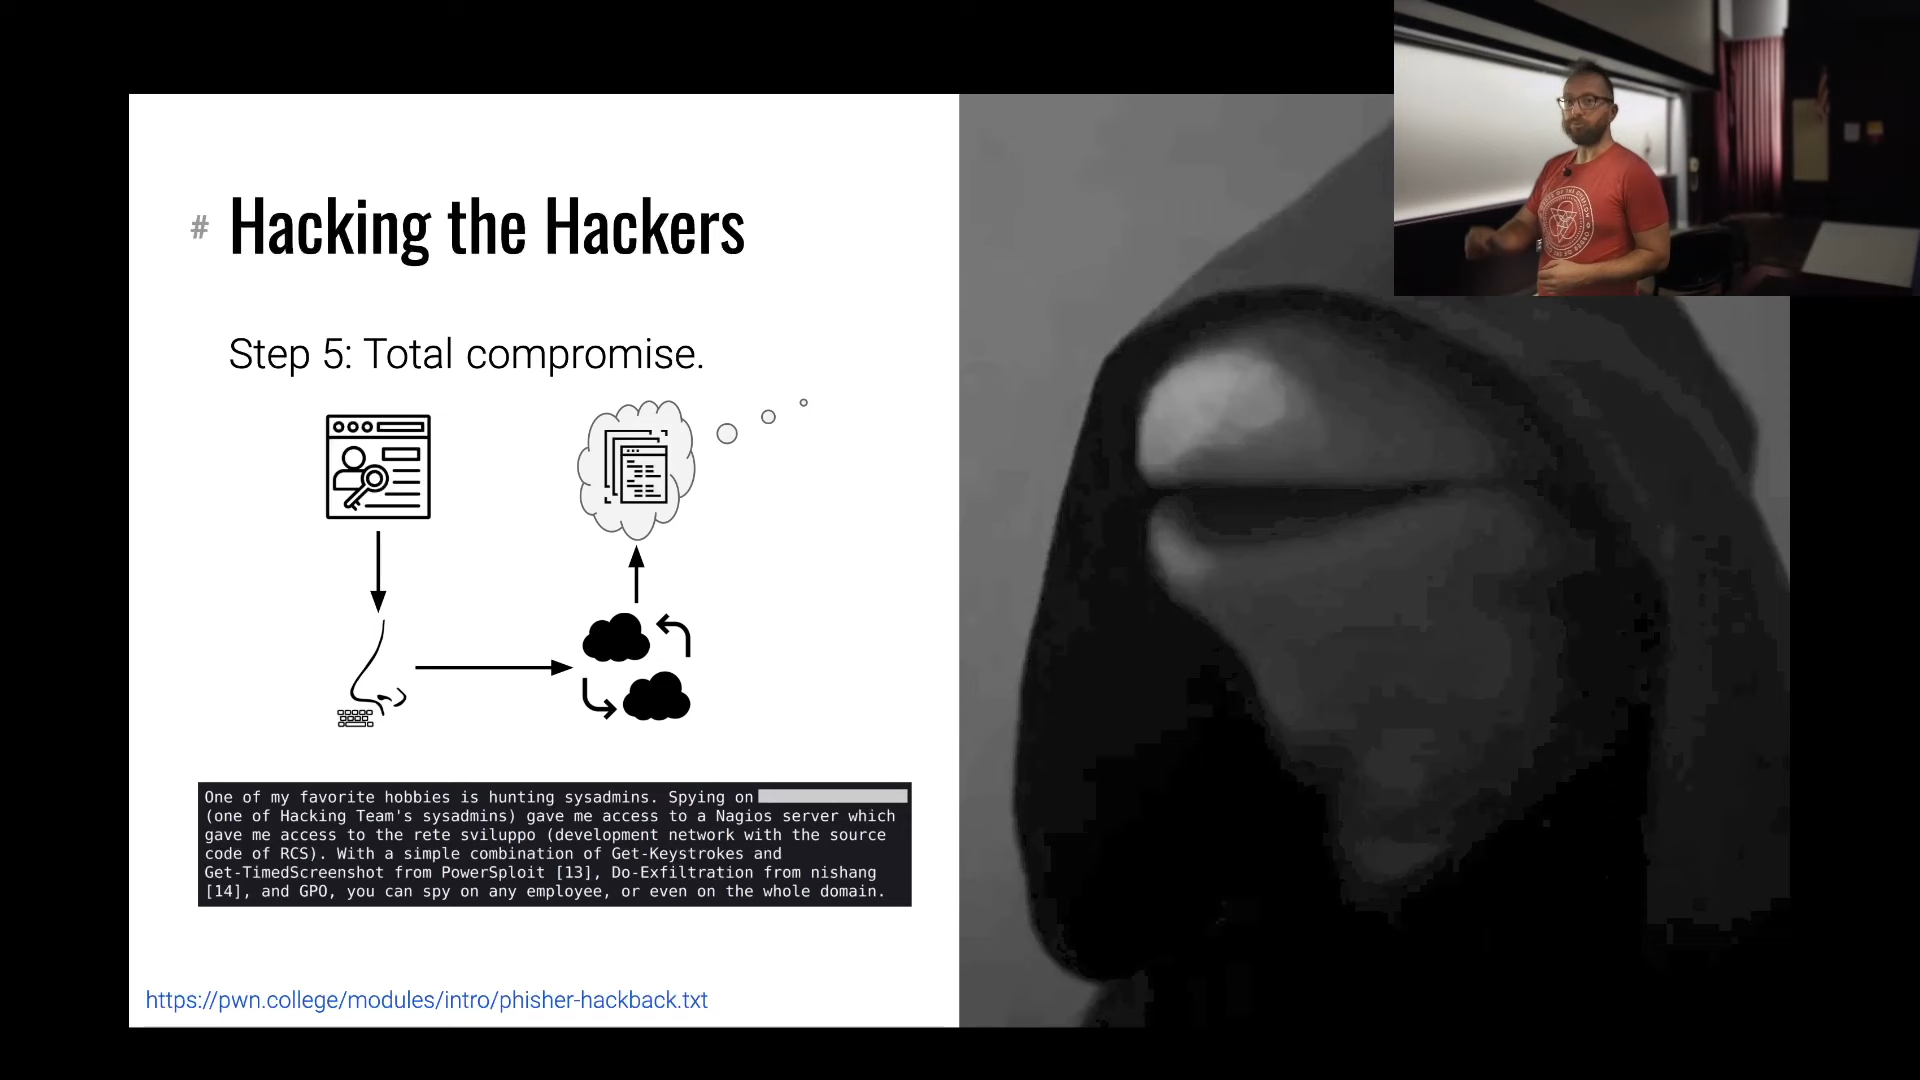 # Hacking the Hackers
Step 5: Total compromise.
One of my favorite hobbies is hunting sysadmins. Spying on
(one of Hacking Team's sysadmins) gave me access to a Nagios server which
gave me access to the rete sviluppo (development network with the source
code of RCS). With a simple combination of Get-Keystrokes and
Get-TimedScreenshot from PowerSploit [13], Do-Exfiltration from nishang
[14], and GPO, you can spy on any employee, or even on the whole domain.
https://pwn.college/modules/intro/phisher-hackback.txt